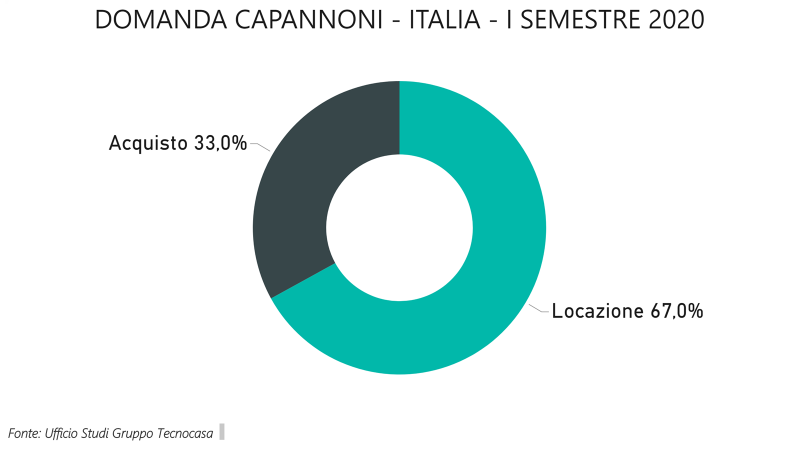 DOMANDA CAPANNONI - ITALIA - I SEMESTRE 2020
Acquisto 33,0%
Locazione 67,0%
Fonte: Ufficio Studi Gruppo Tecnocasa